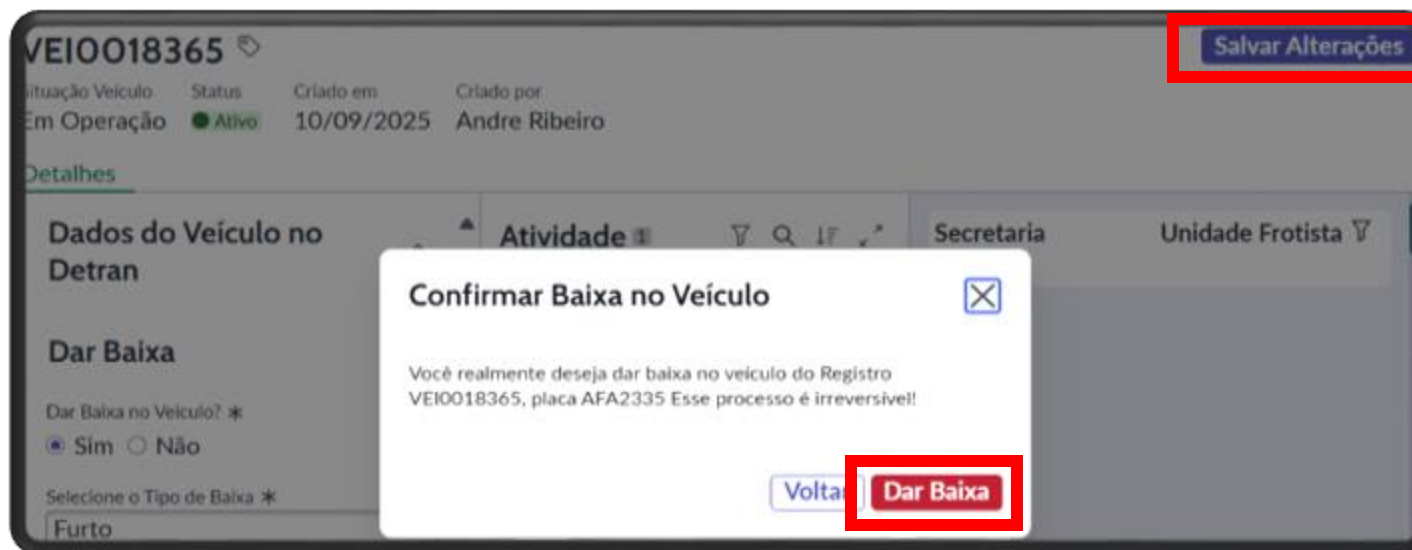 VEI0018365
Salvar Alterações
Situação Veículo Status Criado em Criado por
Em Operação Ativo 10/09/2025 Andre Ribeiro
Detalhes
Dados do Veículo no
Detran
Atividade 1
Secretaria Unidade Frotista
Confirmar Baixa no Veículo
Dar Baixa
Você realmente deseja dar baixa no veículo do Registro
VEI0018365, placa AFA2335 Esse processo é irreversível!
Dar Baixa no Veículo? *
Sim Não
Voltar Dar Baixa
Selecione o Tipo de Baixa *
Furto